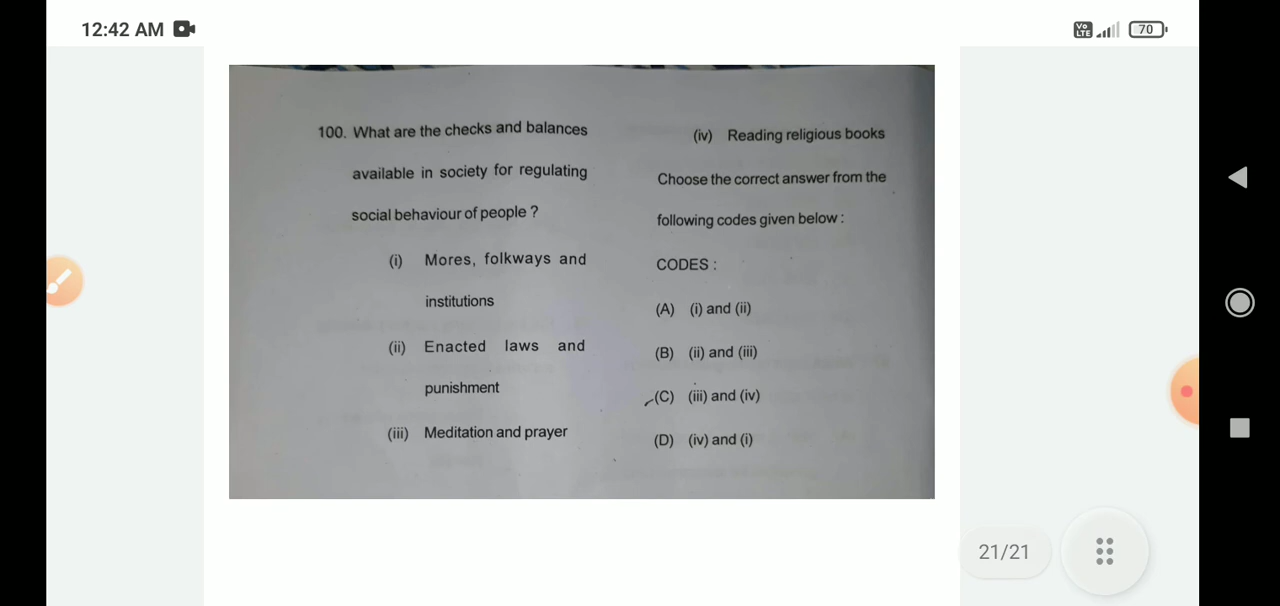 12:42 AM
Vo LTE
70
100. What are the checks and balances
available in society for regulating
social behaviour of people ?
(i) Mores, folkways and
institutions
(ii) Enacted laws and
punishment
(iii) Meditation and prayer
(iv) Reading religious books
Choose the correct answer from the
following codes given below :
CODES :
(A) (i) and (ii)
(B) (ii) and (iii)
(C) (iii) and (iv)
(D) (iv) and (i)
21/21